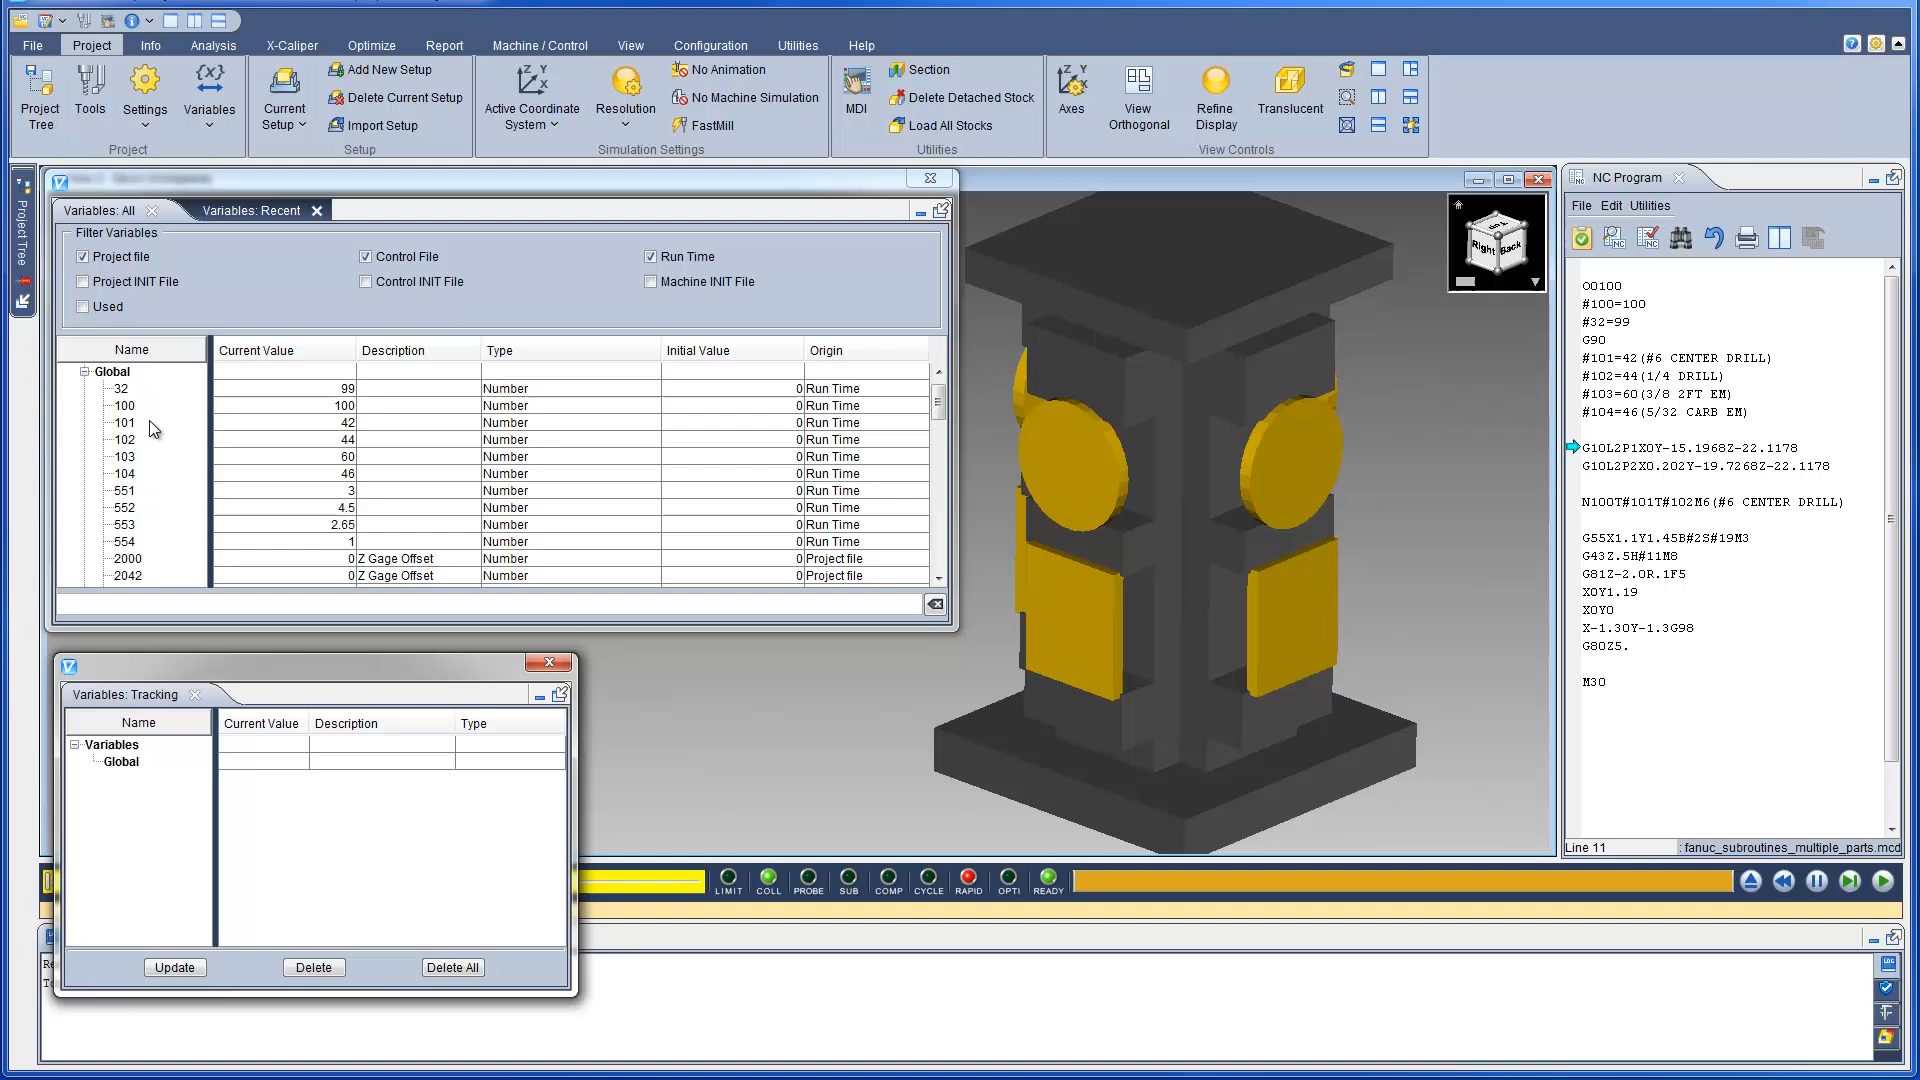 File Project Info Analysis X-Caliper Optimize Report Machine / Control View Configuration Utilities Help
Project Tree
Tools
Settings
Variables
Project
Current Setup
Add New Setup
Delete Current Setup
Import Setup
Setup
Active Coordinate System
Resolution
No Animation
No Machine Simulation
FastMill
Simulation Settings
MDI
Section
Delete Detached Stock
Load All Stocks
Utilities
Axes
View Orthogonal
Refine Display
Translucent
View Controls
Project Tree
Variables: All
Variables: Recent
Filter Variables
Project file Control File Run Time
Project INIT File Control INIT File Machine INIT File
Used
Name Current Value Description Type Initial Value Origin
Global
32 99 Number 0 Run Time
100 100 Number 0 Run Time
101 42 Number 0 Run Time
102 44 Number 0 Run Time
103 60 Number 0 Run Time
104 46 Number 0 Run Time
551 3 Number 0 Run Time
552 4.5 Number 0 Run Time
553 2.65 Number 0 Run Time
554 1 Number 0 Run Time
2000 0 Z Gage Offset Number 0 Project file
2042 0 Z Gage Offset Number 0 Project file
Variables: Tracking
Name Current Value Description Type
Variables
Global
Update Delete Delete All
Top
Right
Back
NC Program
File Edit Utilities
OO100
#100=100
#32=99
G90
#101=42(#6 CENTER DRILL)
#102=44(1/4 DRILL)
#103=60(3/8 2FT EM)
#104=46(5/32 CARB EM)
G10L2P1X0Y-15.1968Z-22.1178
G10L2P2X0.202Y-19.7268Z-22.1178
N100T#101T#102M6(#6 CENTER DRILL)
G55X1.1Y1.45B#2S#19M3
G43Z.5H#11M8
G81Z-2.0R.1F5
X0Y1.19
X0Y0
X-1.30Y-1.3G98
G80Z5.
M30
Line 11 : fanuc_subroutines_multiple_parts.mcd
LIMIT COLL PROBE SUB COMP CYCLE RAPID OPTI READY
LOG